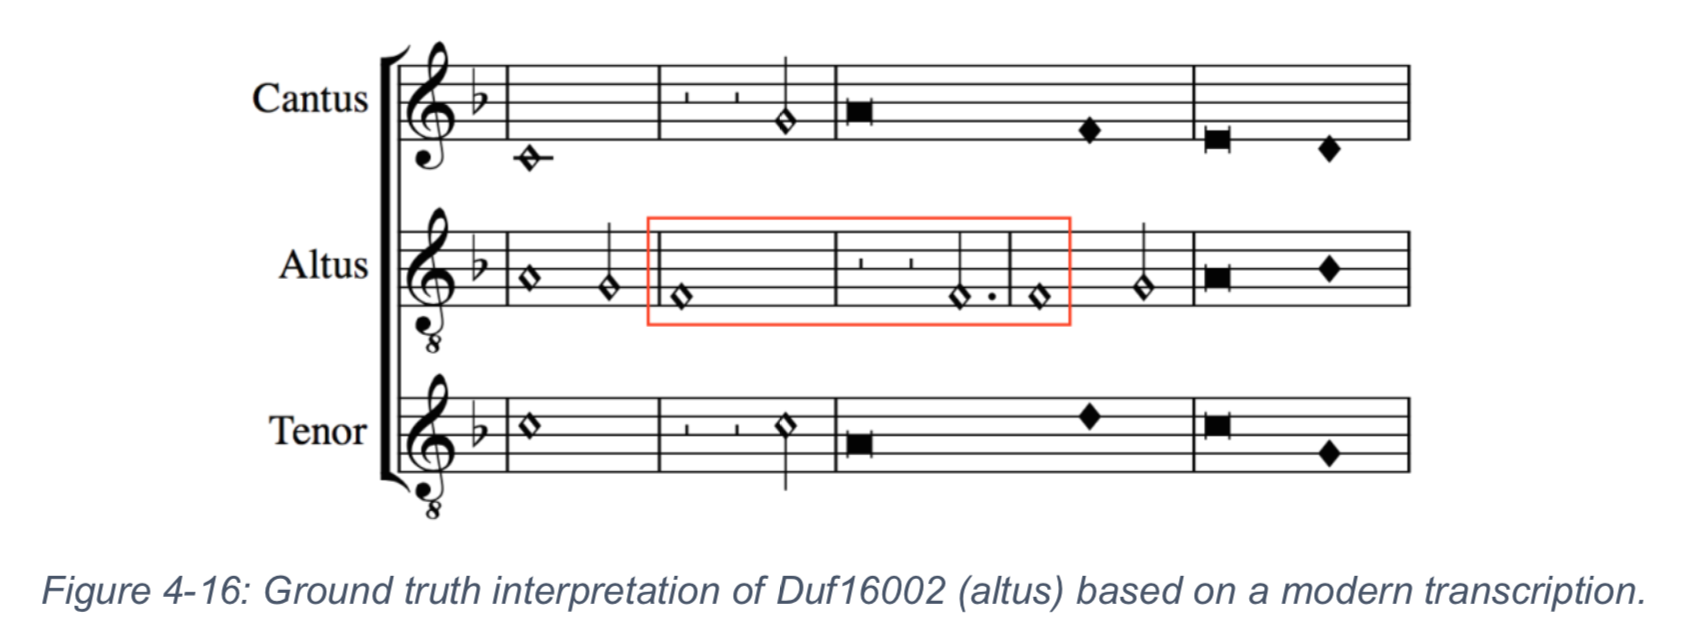 Cantus
Altus
8
Tenor
8
Figure 4-16: Ground truth interpretation of Duf16002 (altus) based on a modern transcription.